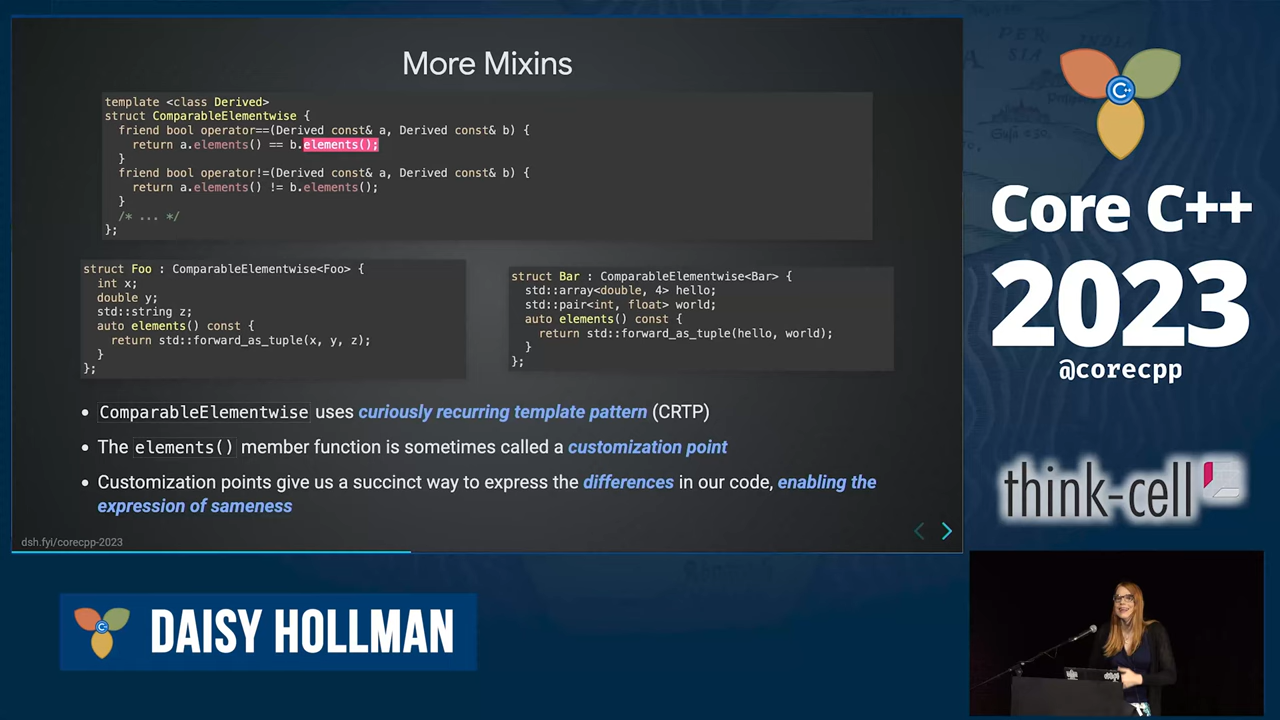 More Mixins
template <class Derived>
struct ComparableElementwise {
friend bool operator==(Derived const& a, Derived const& b) {
return a.elements() == b.elements();
}
friend bool operator!=(Derived const& a, Derived const& b) {
return a.elements() != b.elements();
}
/* ... */
};
struct Foo : ComparableElementwise<Foo> {
int x;
double y;
std::string z;
auto elements() const {
return std::forward_as_tuple(x, y, z);
}
};
struct Bar : ComparableElementwise<Bar> {
std::array<double, 4> hello;
std::pair<int, float> world;
auto elements() const {
return std::forward_as_tuple(hello, world);
}
};
• ComparableElementwise uses curiously recurring template pattern (CRTP)
• The elements() member function is sometimes called a customization point
• Customization points give us a succinct way to express the differences in our code, enabling the
expression of sameness
dsh.fyi/corecpp-2023
DAISY HOLLMAN
C++
Core C++
2023
@corecpp
think-cell